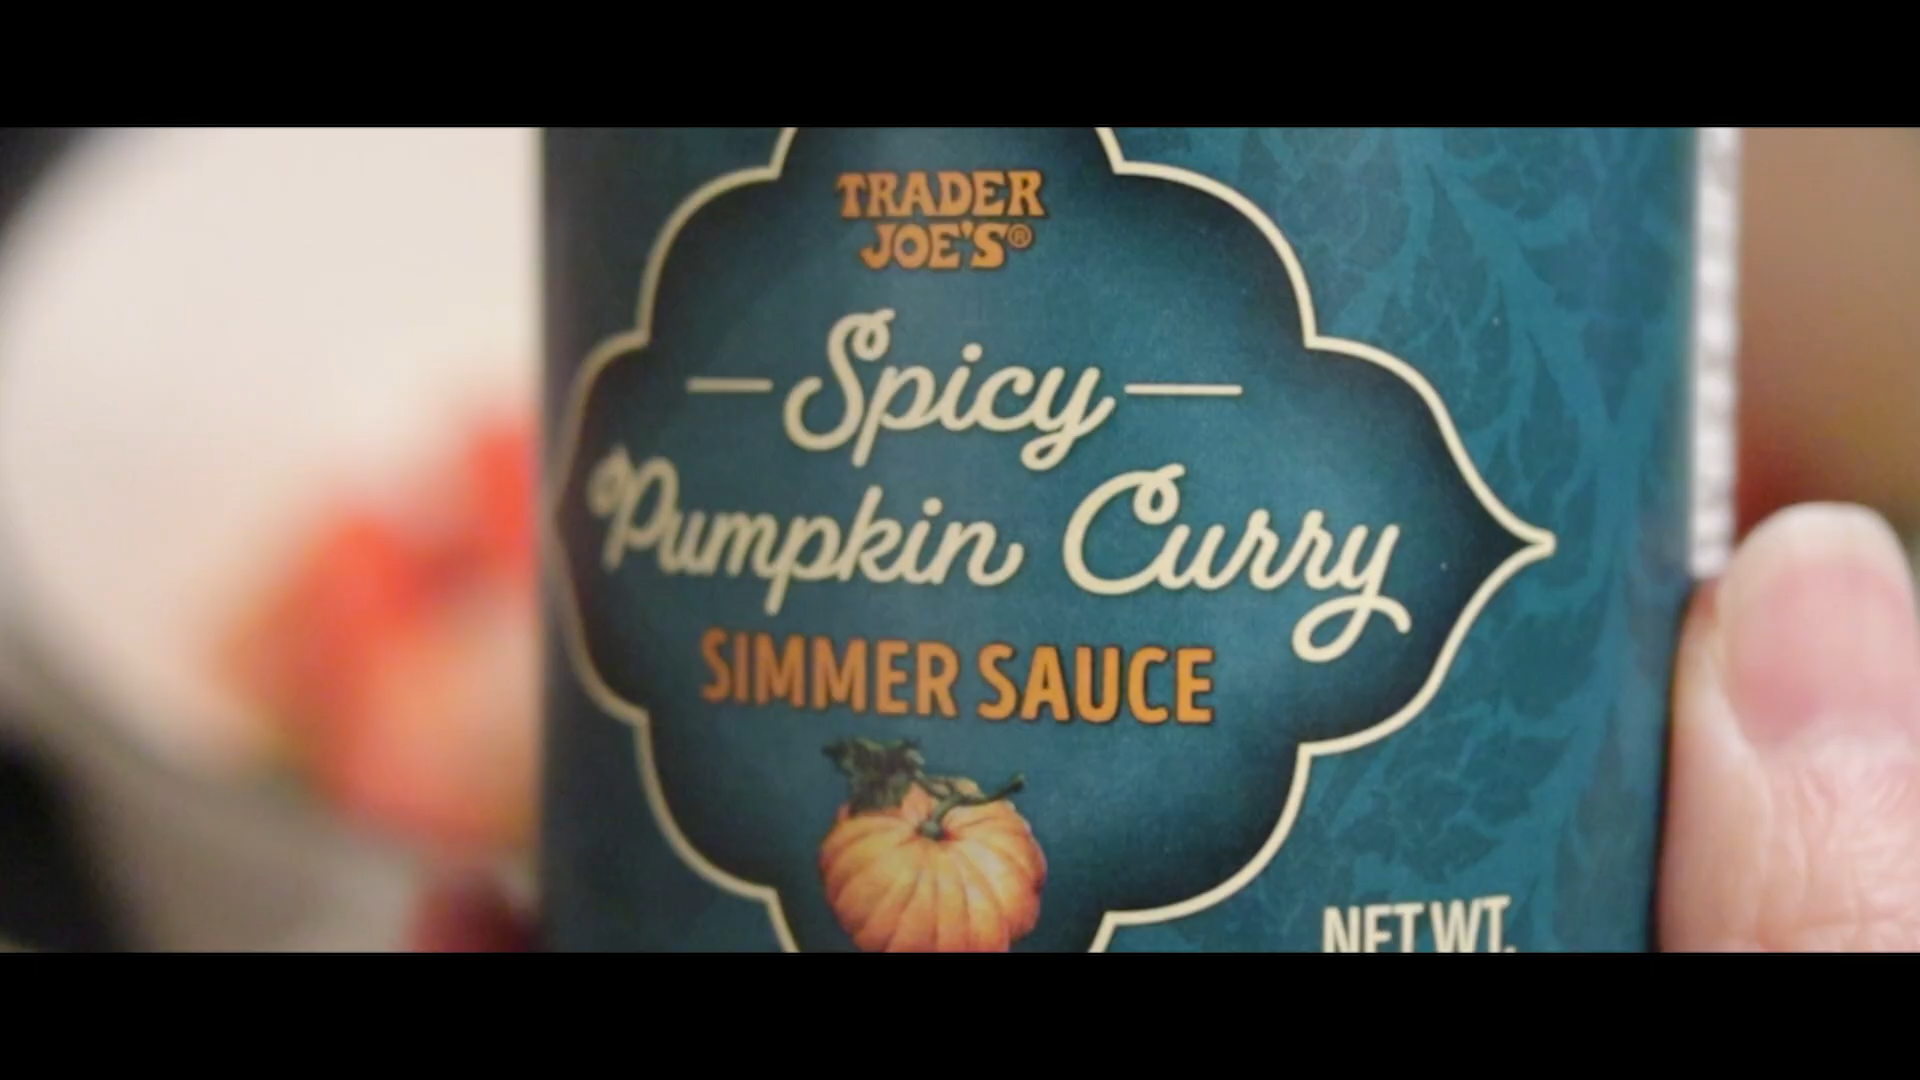 TRADER
JOE'S®
Spicy
Pumpkin Curry
SIMMER SAUCE
NET WT.